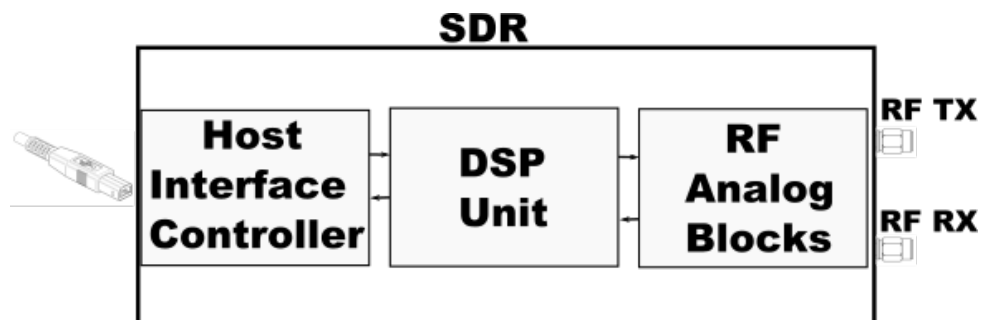 SDR
Host
Interface
Controller
DSP
Unit
RF
Analog
Blocks
RF TX
RF RX